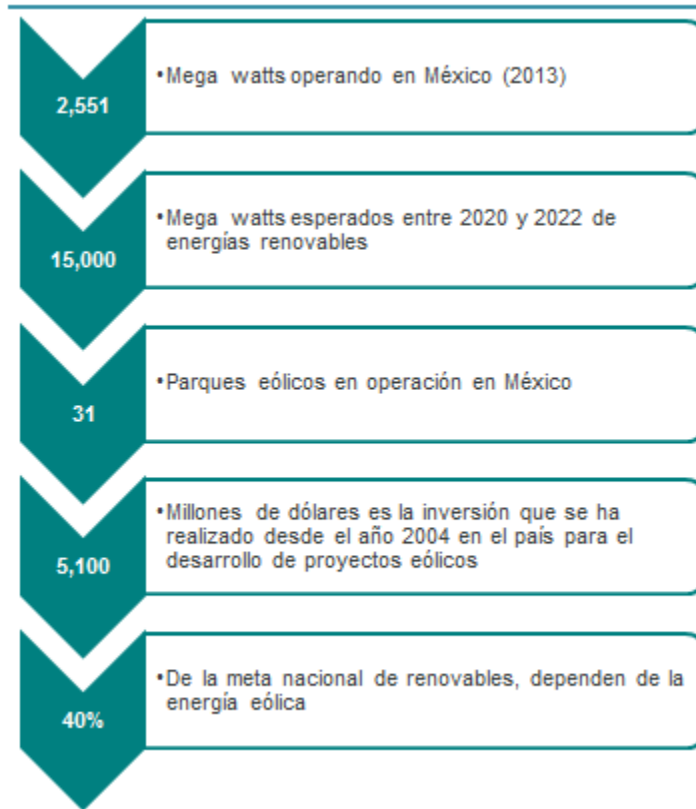 2,551
•Mega watts operando en México (2013)
15,000
•Mega watts esperados entre 2020 y 2022 de
energías renovables
31
•Parques eólicos en operación en México
5,100
•Millones de dólares es la inversión que se ha
realizado desde el año 2004 en el país para el
desarrollo de proyectos eólicos
40%
•De la meta nacional de renovables, dependen de la
energía eólica